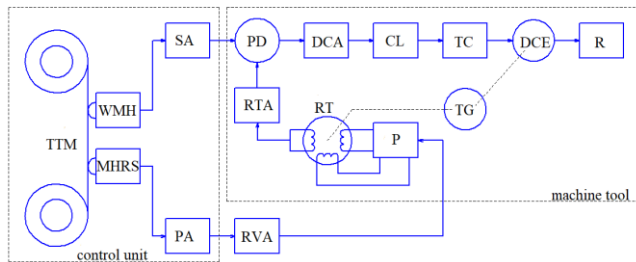 SA
PD
DCA
CL
TC
DCE
R
WMH
RTA
RT
TG
TTM
P
MHRS
machine tool
PA
RVA
control unit